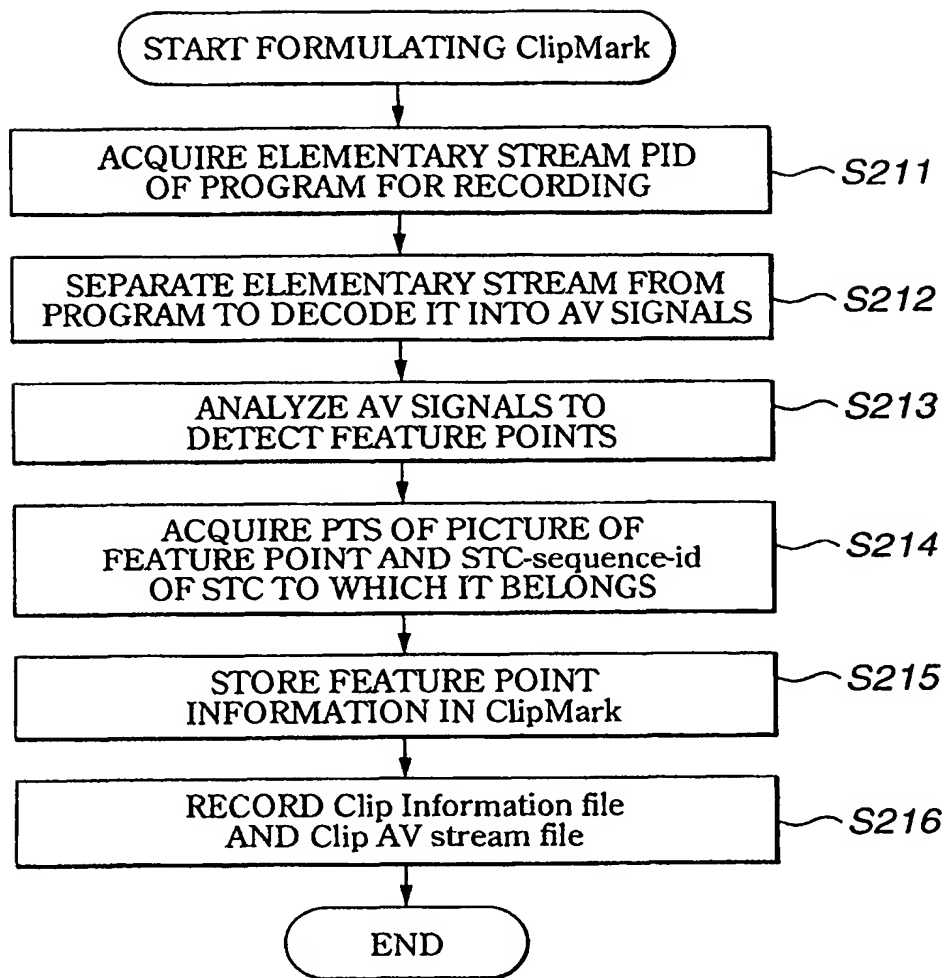 START FORMULATING ClipMark
ACQUIRE ELEMENTARY STREAM PID
OF PROGRAM FOR RECORDING
S211
SEPARATE ELEMENTARY STREAM FROM
PROGRAM TO DECODE IT INTO AV SIGNALS
S212
ANALYZE AV SIGNALS TO
DETECT FEATURE POINTS
S213
ACQUIRE PTS OF PICTURE OF
FEATURE POINT AND STC-sequence-id
OF STC TO WHICH IT BELONGS
S214
STORE FEATURE POINT
INFORMATION IN ClipMark
S215
RECORD Clip Information file
AND Clip AV stream file
S216
END